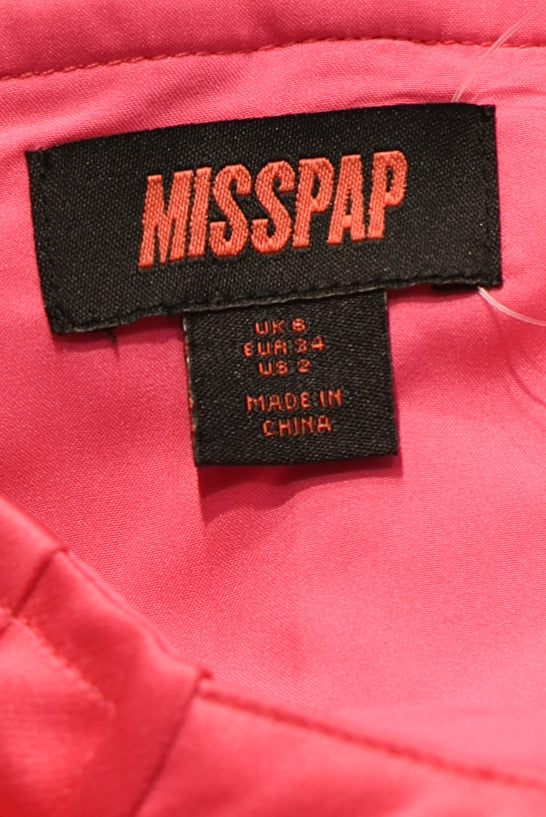 MISSPAP
UK 6
EUR 34
US 2
MADE IN
CHINA